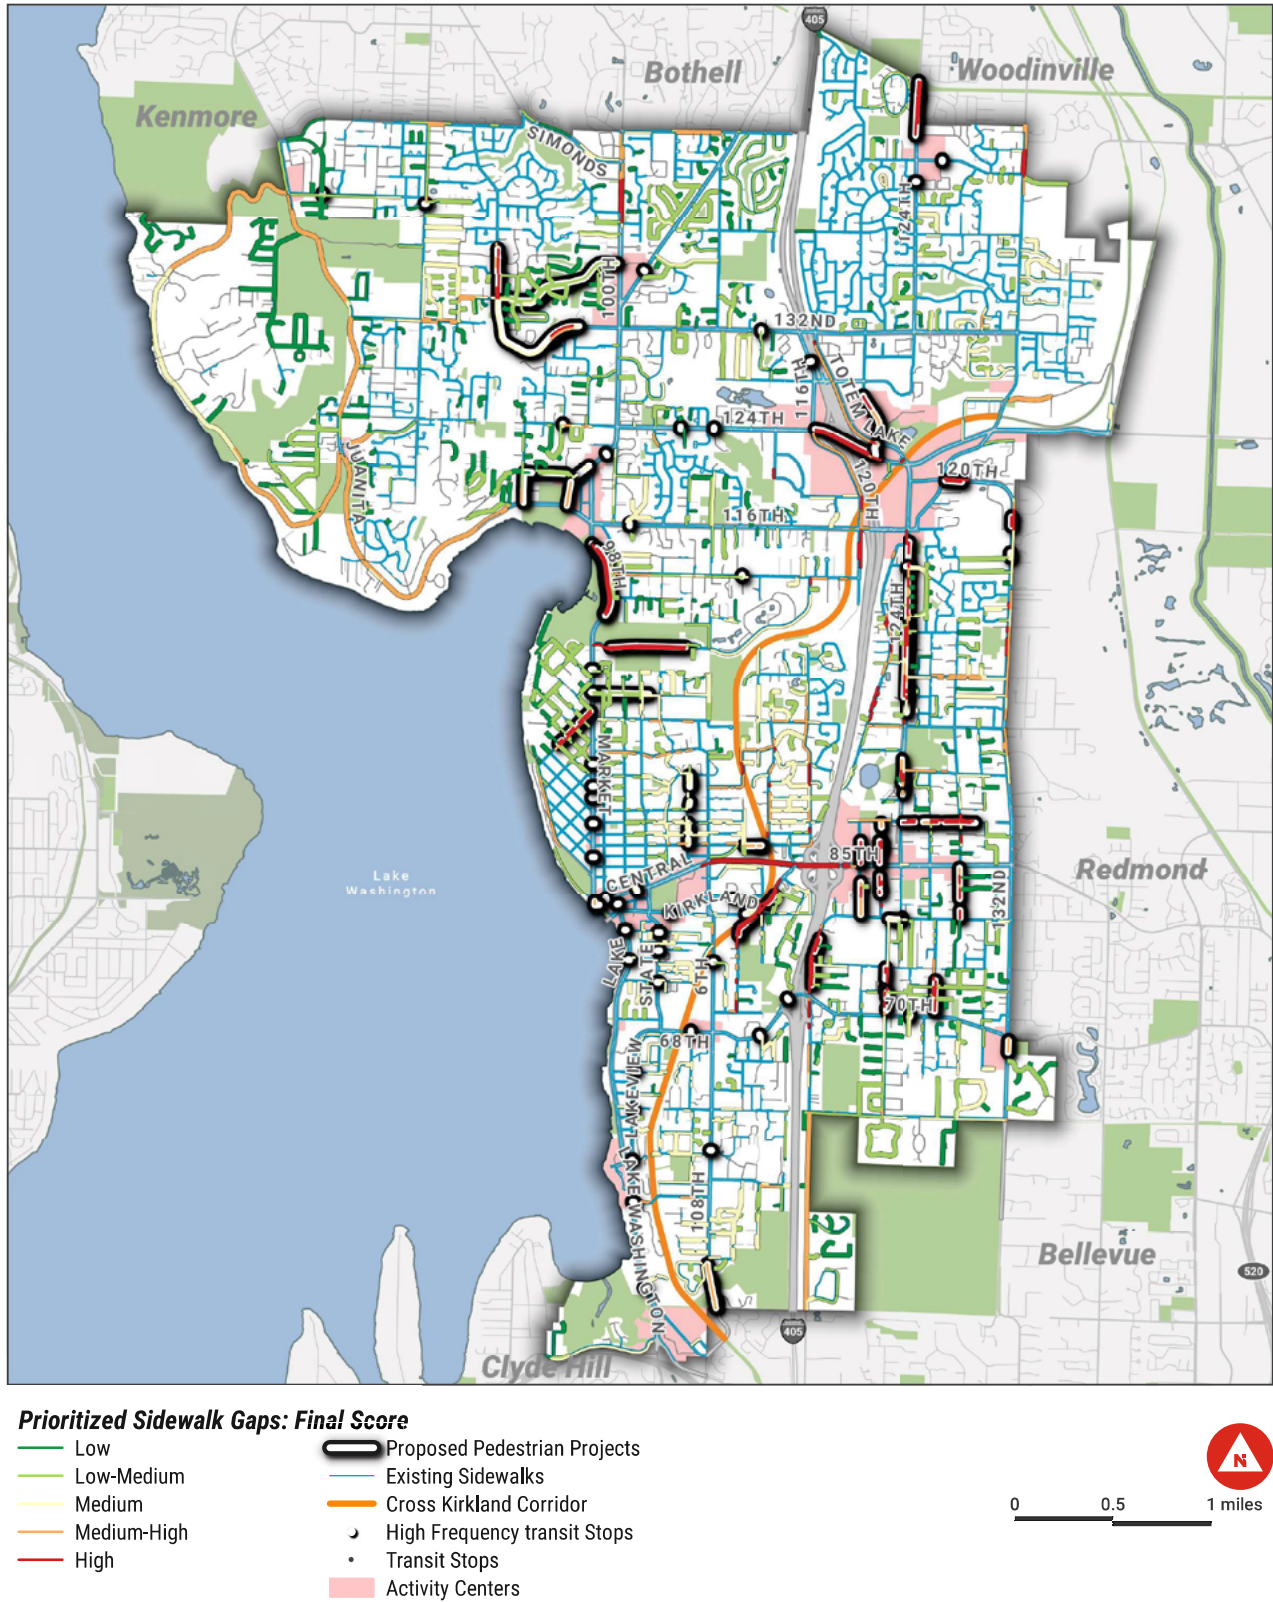 405
Bothell
Woodinville
Kenmore
SIMONDS
124TH
100TH
132ND
116TH
TOTEM LAKE
124TH
JUANITA
120TH
120TH
116TH
98TH
124TH
MARKET
85TH
CENTRAL
Lake
Washington
Redmond
KIRKLAND
132ND
LAKE
STATE
6TH
70TH
68TH
LAKEVIEW
LAKE WASHINGTON
108TH
Bellevue
520
405
Clyde Hill
Prioritized Sidewalk Gaps: Final Score
Low
Low-Medium
Medium
Medium-High
High
Proposed Pedestrian Projects
Existing Sidewalks
Cross Kirkland Corridor
High Frequency transit Stops
Transit Stops
Activity Centers
N
0 0.5 1 miles